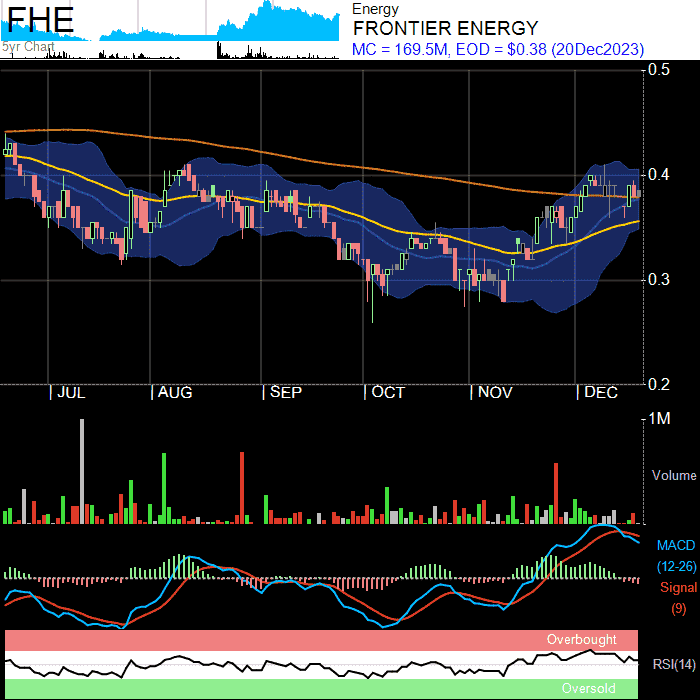 FHE
5yr Chart
Energy
FRONTIER ENERGY
MC = 169.5M, EOD = $0.38 (20Dec2023)
0.5
0.4
0.3
0.2
| JUL | AUG | SEP | OCT | NOV | DEC
1M
Volume
MACD
(12-26)
Signal
(9)
Overbought
RSI(14)
Oversold